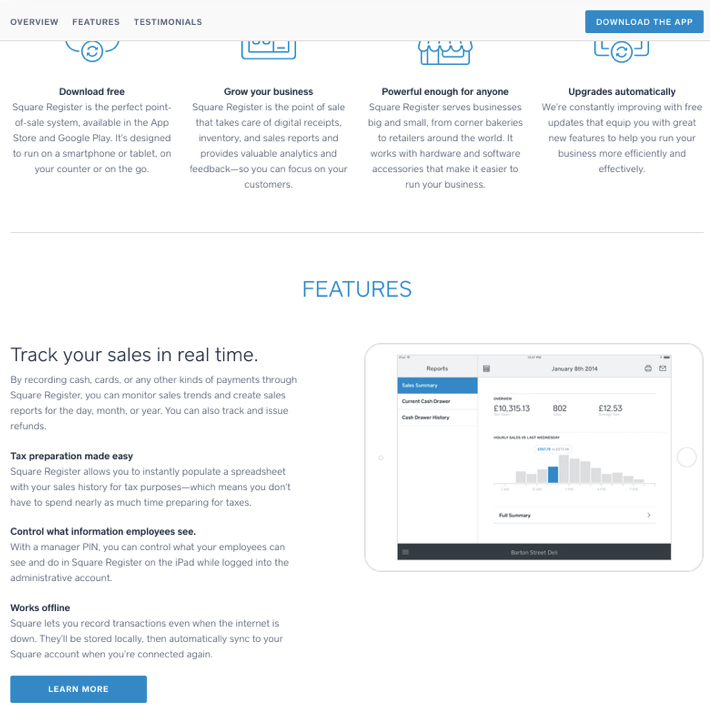 OVERVIEW FEATURES TESTIMONIALS
DOWNLOAD THE APP
Download free
Square Register is the perfect point-
of-sale system, available in the App
Store and Google Play. It's designed
to run on a smartphone or tablet, on
your counter or on the go.
Grow your business
Square Register is the point of sale
that takes care of digital receipts,
inventory, and sales reports and
provides valuable analytics and
feedback—so you can focus on your
customers.
Powerful enough for anyone
Square Register serves businesses
big and small, from corner bakeries
to retailers around the world. It
works with hardware and software
accessories that make it easier to
run your business.
Upgrades automatically
We're constantly improving with free
updates that equip you with great
new features to help you run your
business more efficiently and
effectively.
FEATURES
Track your sales in real time.
By recording cash, cards, or any other kinds of payments through
Square Register, you can monitor sales trends and create sales
reports for the day, month, or year. You can also track and issue
refunds.
Tax preparation made easy
Square Register allows you to instantly populate a spreadsheet
with your sales history for tax purposes—which means you don't
have to spend nearly as much time preparing for taxes.
Control what information employees see.
With a manager PIN, you can control what your employees can
see and do in Square Register on the iPad while logged into the
administrative account.
Works offline
Square lets you record transactions even when the internet is
down. They'll be stored locally, then automatically sync to your
Square account when you're connected again.
LEARN MORE
Reports
January 8th 2014
Sales Summary
Current Cash Drawer
Cash Drawer History
OVERVIEW
£10,315.13 802 £12.53
HOURLY SALES VS LAST WEDNESDAY
Full Summary
Barton Street Deli